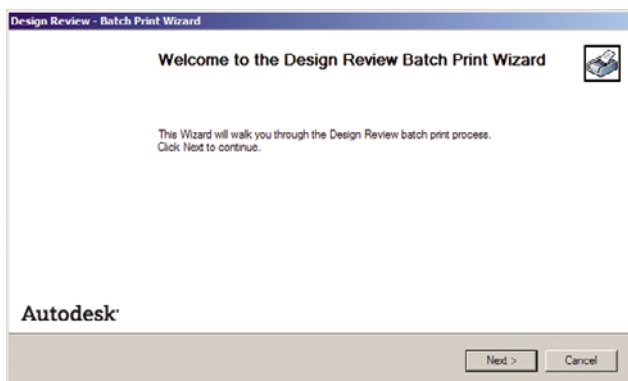 Design Review - Batch Print Wizard
Welcome to the Design Review Batch Print Wizard
This Wizard will walk you through the Design Review batch print process.
Click Next to continue.
Autodesk®
Next >
Cancel